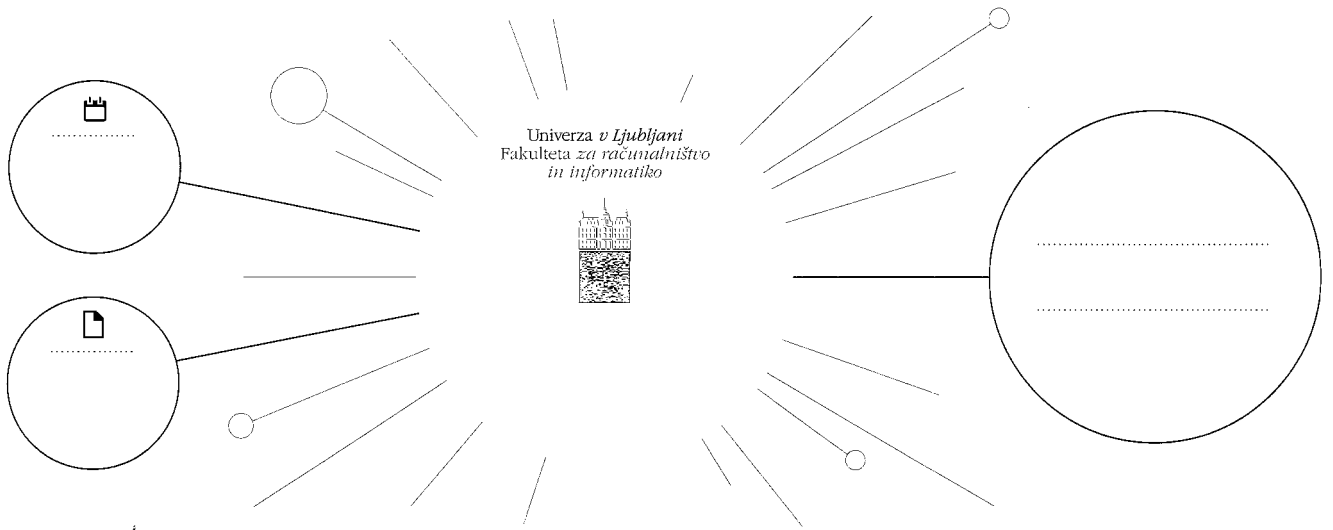 Univerza v Ljubljani
Fakulteta za računalništvo
in informatiko